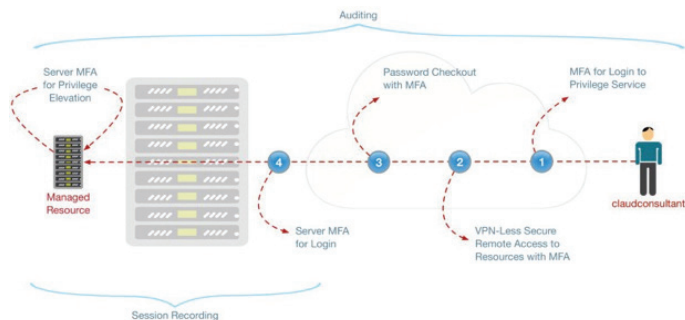 Auditing
Server MFA
for Privilege
Elevation
Password Checkout
with MFA
MFA for Login to
Privilege Service
4
3
2
1
Managed
Resource
claudconsultant
Server MFA
for Login
VPN-Less Secure
Remote Access to
Resources with MFA
Session Recording